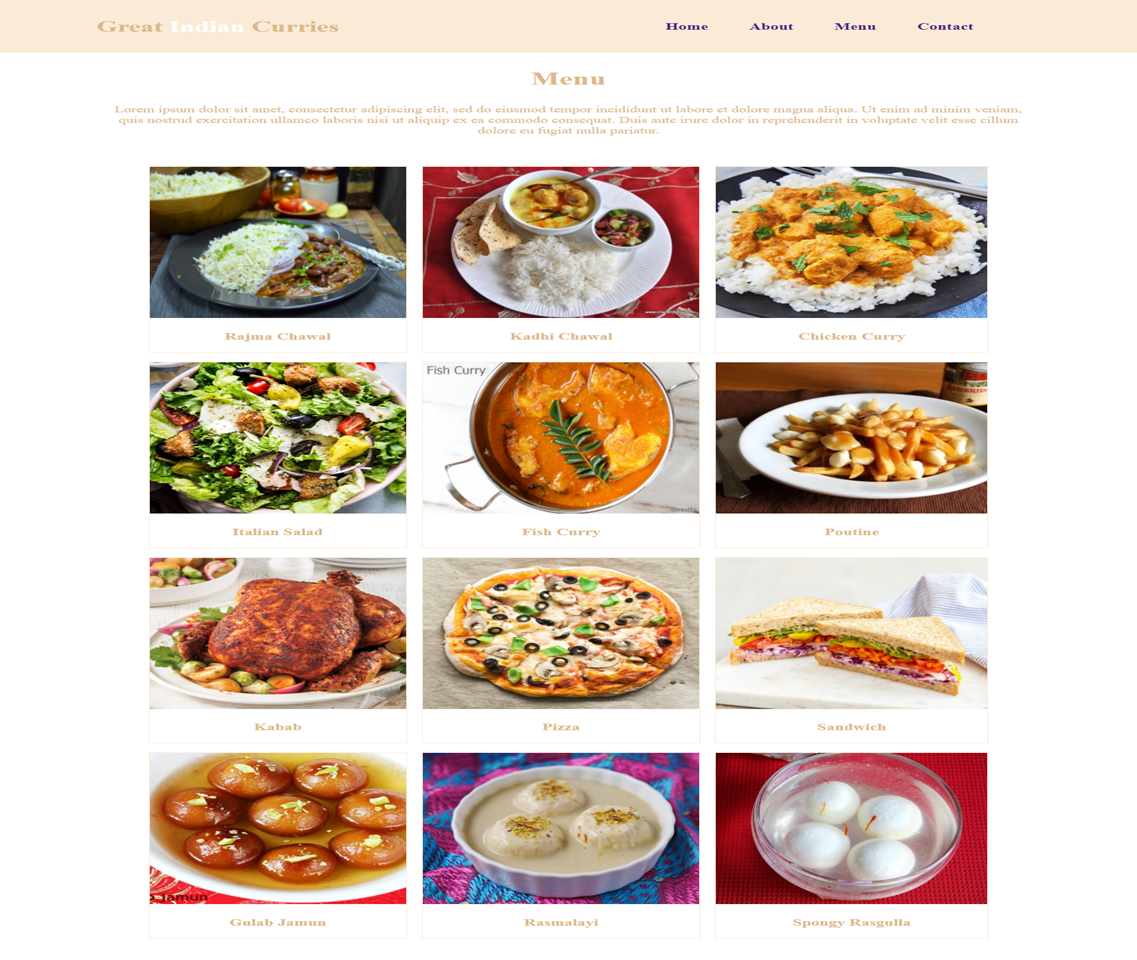 Great Indian Curries
Home About Menu Contact
Menu
Lorem ipsum dolor sit amet, consectetur adipiscing elit, sed do eiusmod tempor incididunt ut labore et dolore magna aliqua. Ut enim ad minim veniam,
quis nostrud exercitation ullamco laboris nisi ut aliquip ex ea commodo consequat. Duis aute irure dolor in reprehenderit in voluptate velit esse cillum
dolore eu fugiat nulla pariatur.
Rajma Chawal
Kadhi Chawal
Chicken Curry
Fish Curry
Italian Salad
Fish Curry
Poutine
Kabab
Pizza
Sandwich
Jamun
Gulab Jamun
Rasmalayi
Spongy Rasgulla